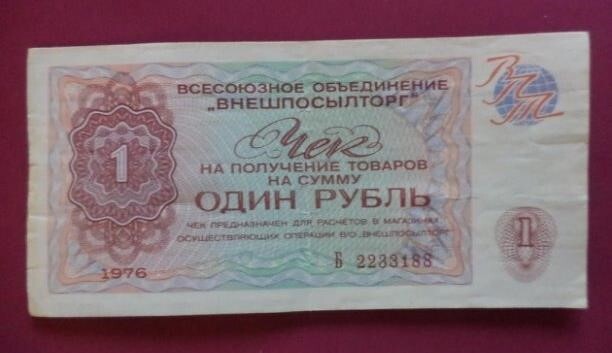 ВСЕСОЮЗНОЕ ОБЪЕДИНЕНИЕ
„ВНЕШПОСЫЛТОРГ"
ВПТ
Чек
НА ПОЛУЧЕНИЕ ТОВАРОВ
НА СУММУ
1
ОДИН РУБЛЬ
ЧЕК ПРЕДНАЗНАЧЕН ДЛЯ РАСЧЕТОВ В МАГАЗИНАХ,
ОСУЩЕСТВЛЯЮЩИХ ОПЕРАЦИИ В/О „ВНЕШПОСЫЛТОРГ"
1
1976
Б 2233188